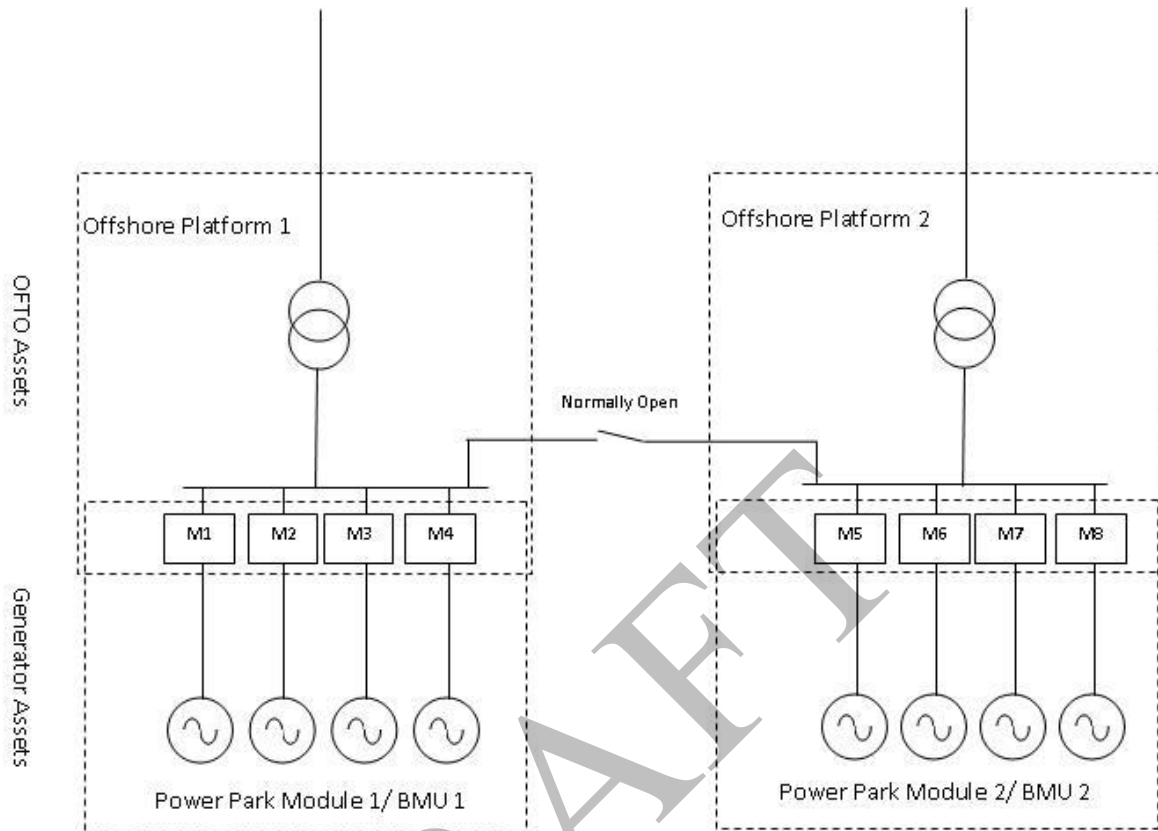 Offshore Platform 1
Offshore Platform 2
OFTO Assets
Normally Open
M1 M2 M3 M4
M5 M6 M7 M8
Generator Assets
Power Park Module 1/ BMU 1
Power Park Module 2/ BMU 2
DRAFT